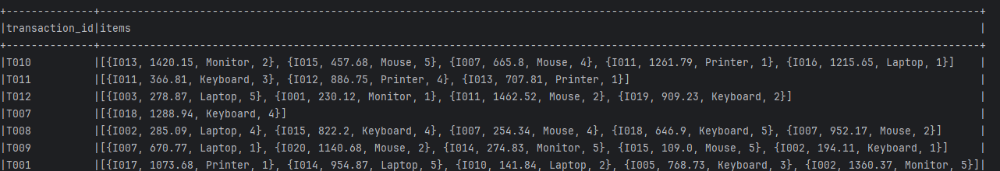 +--------------+-----------------------------------------------------------------------------------------------------------------------------------------+
|transaction_id|items                                                                                                                                    |
+--------------+-----------------------------------------------------------------------------------------------------------------------------------------+
|T010          |[{I013, 1420.15, Monitor, 2}, {I015, 457.68, Mouse, 5}, {I007, 665.8, Mouse, 4}, {I011, 1261.79, Printer, 1}, {I016, 1215.65, Laptop, 1}]    |
|T011          |[{I011, 366.81, Keyboard, 3}, {I012, 886.75, Printer, 4}, {I013, 707.81, Printer, 1}]                                                    |
|T012          |[{I003, 278.87, Laptop, 5}, {I001, 230.12, Monitor, 1}, {I011, 1462.52, Mouse, 2}, {I019, 909.23, Keyboard, 2}]                          |
|T007          |[{I018, 1288.94, Keyboard, 4}]                                                                                                           |
|T008          |[{I002, 285.09, Laptop, 4}, {I015, 822.2, Keyboard, 4}, {I007, 254.34, Mouse, 4}, {I018, 646.9, Keyboard, 5}, {I007, 952.17, Mouse, 2}]      |
|T009          |[{I007, 670.77, Laptop, 1}, {I020, 1140.68, Mouse, 2}, {I014, 274.83, Monitor, 5}, {I015, 109.0, Mouse, 5}, {I002, 194.11, Keyboard, 1}]     |
|T001          |[{I017, 1073.68, Printer, 1}, {I014, 954.87, Laptop, 5}, {I010, 141.84, Laptop, 2}, {I005, 768.73, Keyboard, 3}, {I002, 1360.37, Monitor, 5}]|